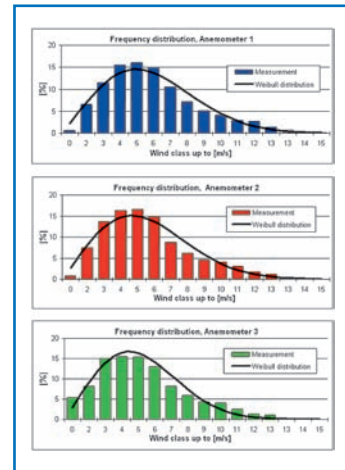 Frequency distribution, Anemometer 1
20
15
10
5
0
[%]
Measurement
Weibull distribution
0 2 3 4 5 6 7 8 9 10 11 12 13 14 15
Wind class up to [m/s]
Frequency distribution, Anemometer 2
20
15
10
5
0
[%]
Measurement
Weibull distribution
0 2 3 4 5 6 7 8 9 10 11 12 13 14 15
Wind class up to [m/s]
Frequency distribution, Anemometer 3
20
15
10
5
0
[%]
Measurement
Weibull distribution
0 2 3 4 5 6 7 8 9 10 11 12 13 14 15
Wind class up to [m/s]